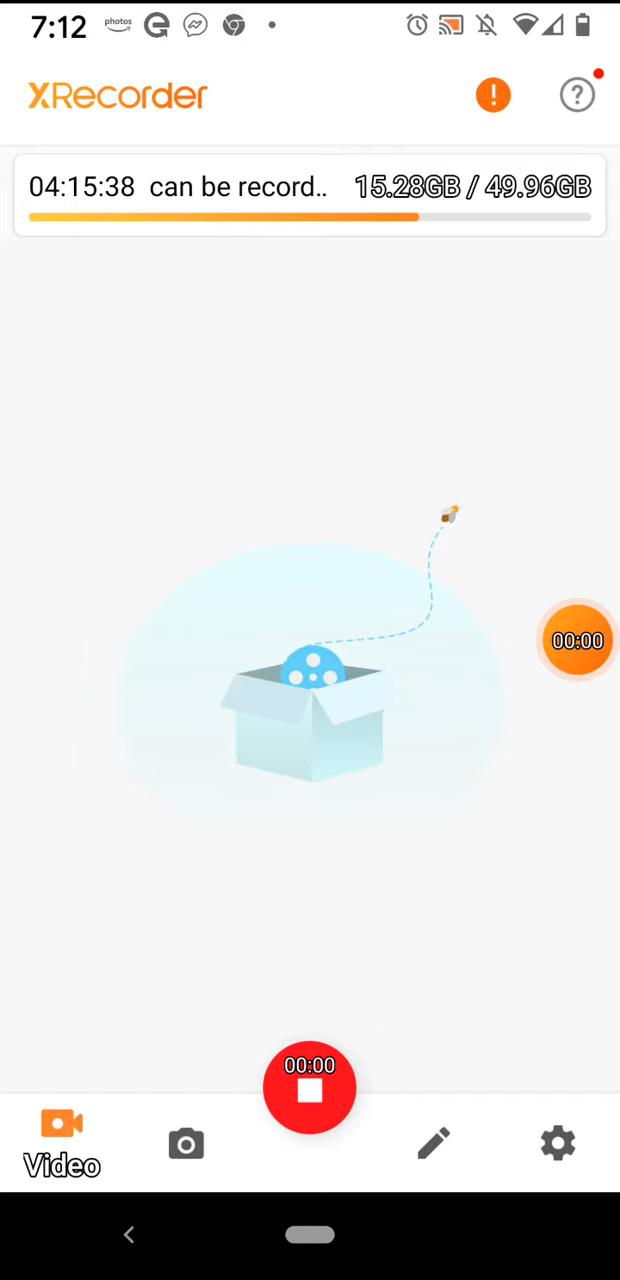 7:12 photos
XRecorder
04:15:38 can be record.. 15.28GB / 49.96GB
00:00
00:00
Video